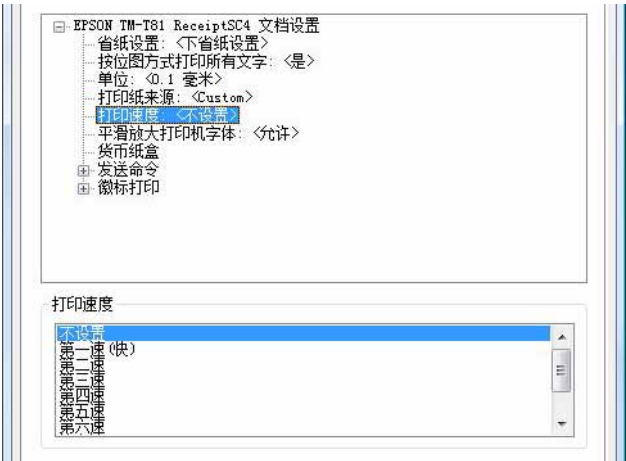 EPSON TM-T81 ReceiptSC4 文档设置
省纸设置: <下省纸设置>
按位图方式打印所有文字: <是>
单位: <0.1 毫米>
打印纸来源: <Custom>
打印速度: <不设置>
平滑放大打印机字体: <允许>
货币纸盒
发送命令
徽标打印
打印速度
不设置
第一速(快)
第二速
第三速
第四速
第五速
第六速